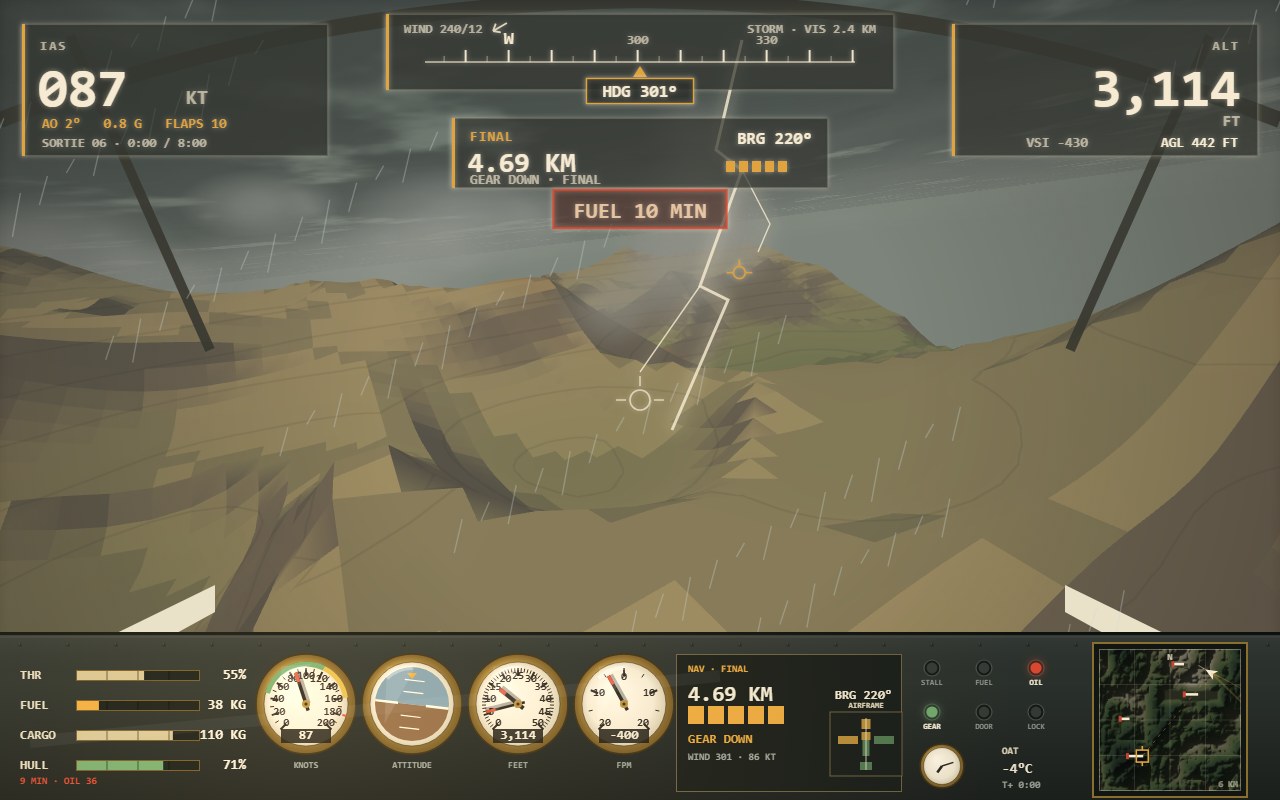 IAS
087 KT
AO 2° 0.8 G FLAPS 10
SORTIE 06 - 0:00 / 8:00
WIND 240/12
STORM · VIS 2.4 KM
W 300 330
HDG 301°
FINAL
BRG 220°
4.69 KM
GEAR DOWN · FINAL
FUEL 10 MIN
ALT
3,114
FT
VSI -430 AGL 442 FT
THR 55%
FUEL 38 KG
CARGO 110 KG
HULL 71%
9 MIN · OIL 36
87
KNOTS
ATTITUDE
3,114
FEET
-400
FPM
NAV · FINAL
4.69 KM
BRG 220°
AIRFRAME
GEAR DOWN
WIND 301 · 86 KT
STALL FUEL OIL
GEAR DOOR LOCK
OAT
-4°C
T+ 0:00
N
6 KM